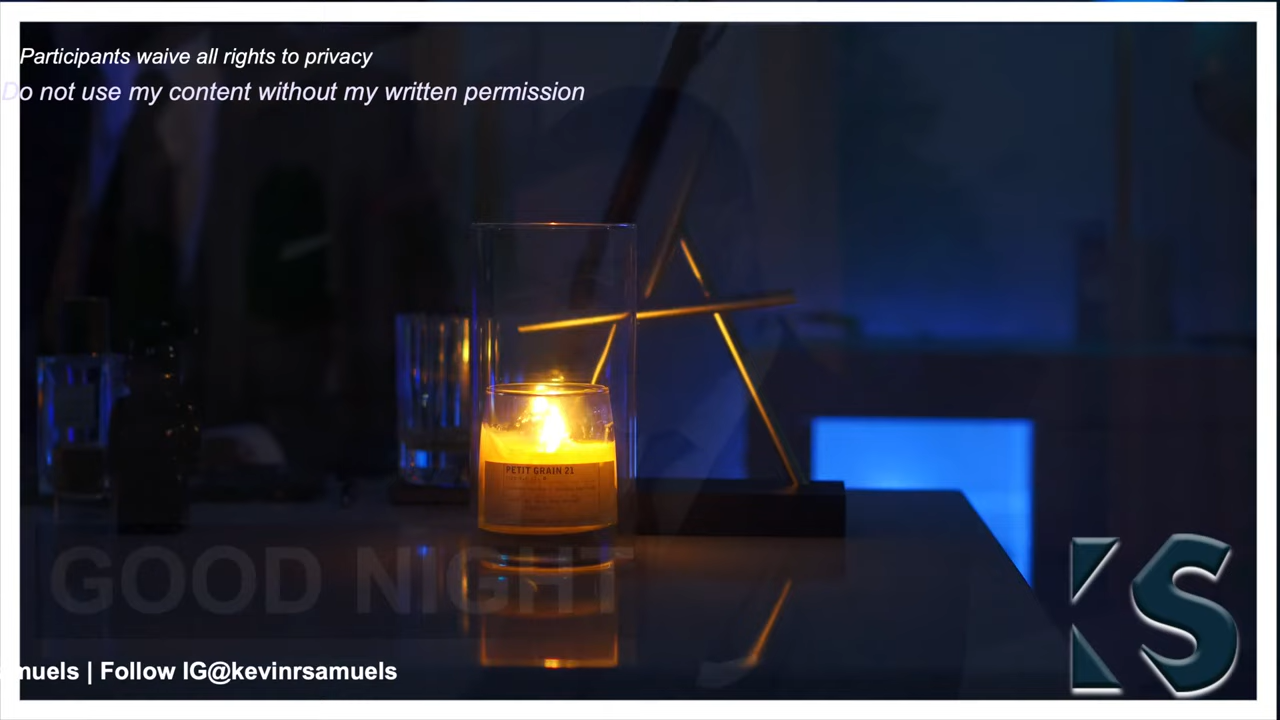 Participants waive all rights to privacy
Do not use my content without my written permission
PETIT GRAIN 21
GOOD NIGHT
muels | Follow IG@kevinrsamuels
KS